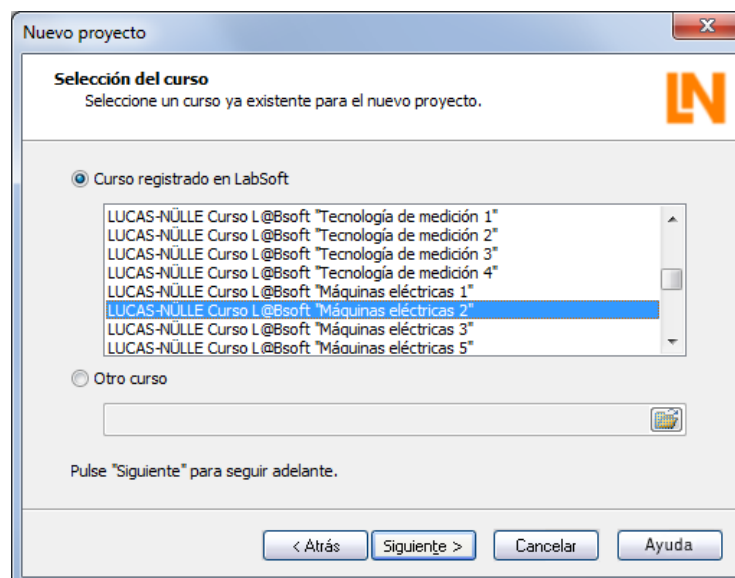 Nuevo proyecto
Selección del curso
Seleccione un curso ya existente para el nuevo proyecto.
LN
Curso registrado en LabSoft
LUCAS-NÜLLE Curso L@Bsoft "Tecnología de medición 1"
LUCAS-NÜLLE Curso L@Bsoft "Tecnología de medición 2"
LUCAS-NÜLLE Curso L@Bsoft "Tecnología de medición 3"
LUCAS-NÜLLE Curso L@Bsoft "Tecnología de medición 4"
LUCAS-NÜLLE Curso L@Bsoft "Máquinas eléctricas 1"
LUCAS-NÜLLE Curso L@Bsoft "Máquinas eléctricas 2"
LUCAS-NÜLLE Curso L@Bsoft "Máquinas eléctricas 3"
LUCAS-NÜLLE Curso L@Bsoft "Máquinas eléctricas 5"
Otro curso
Pulse "Siguiente" para seguir adelante.
< Atrás Siguiente > Cancelar Ayuda